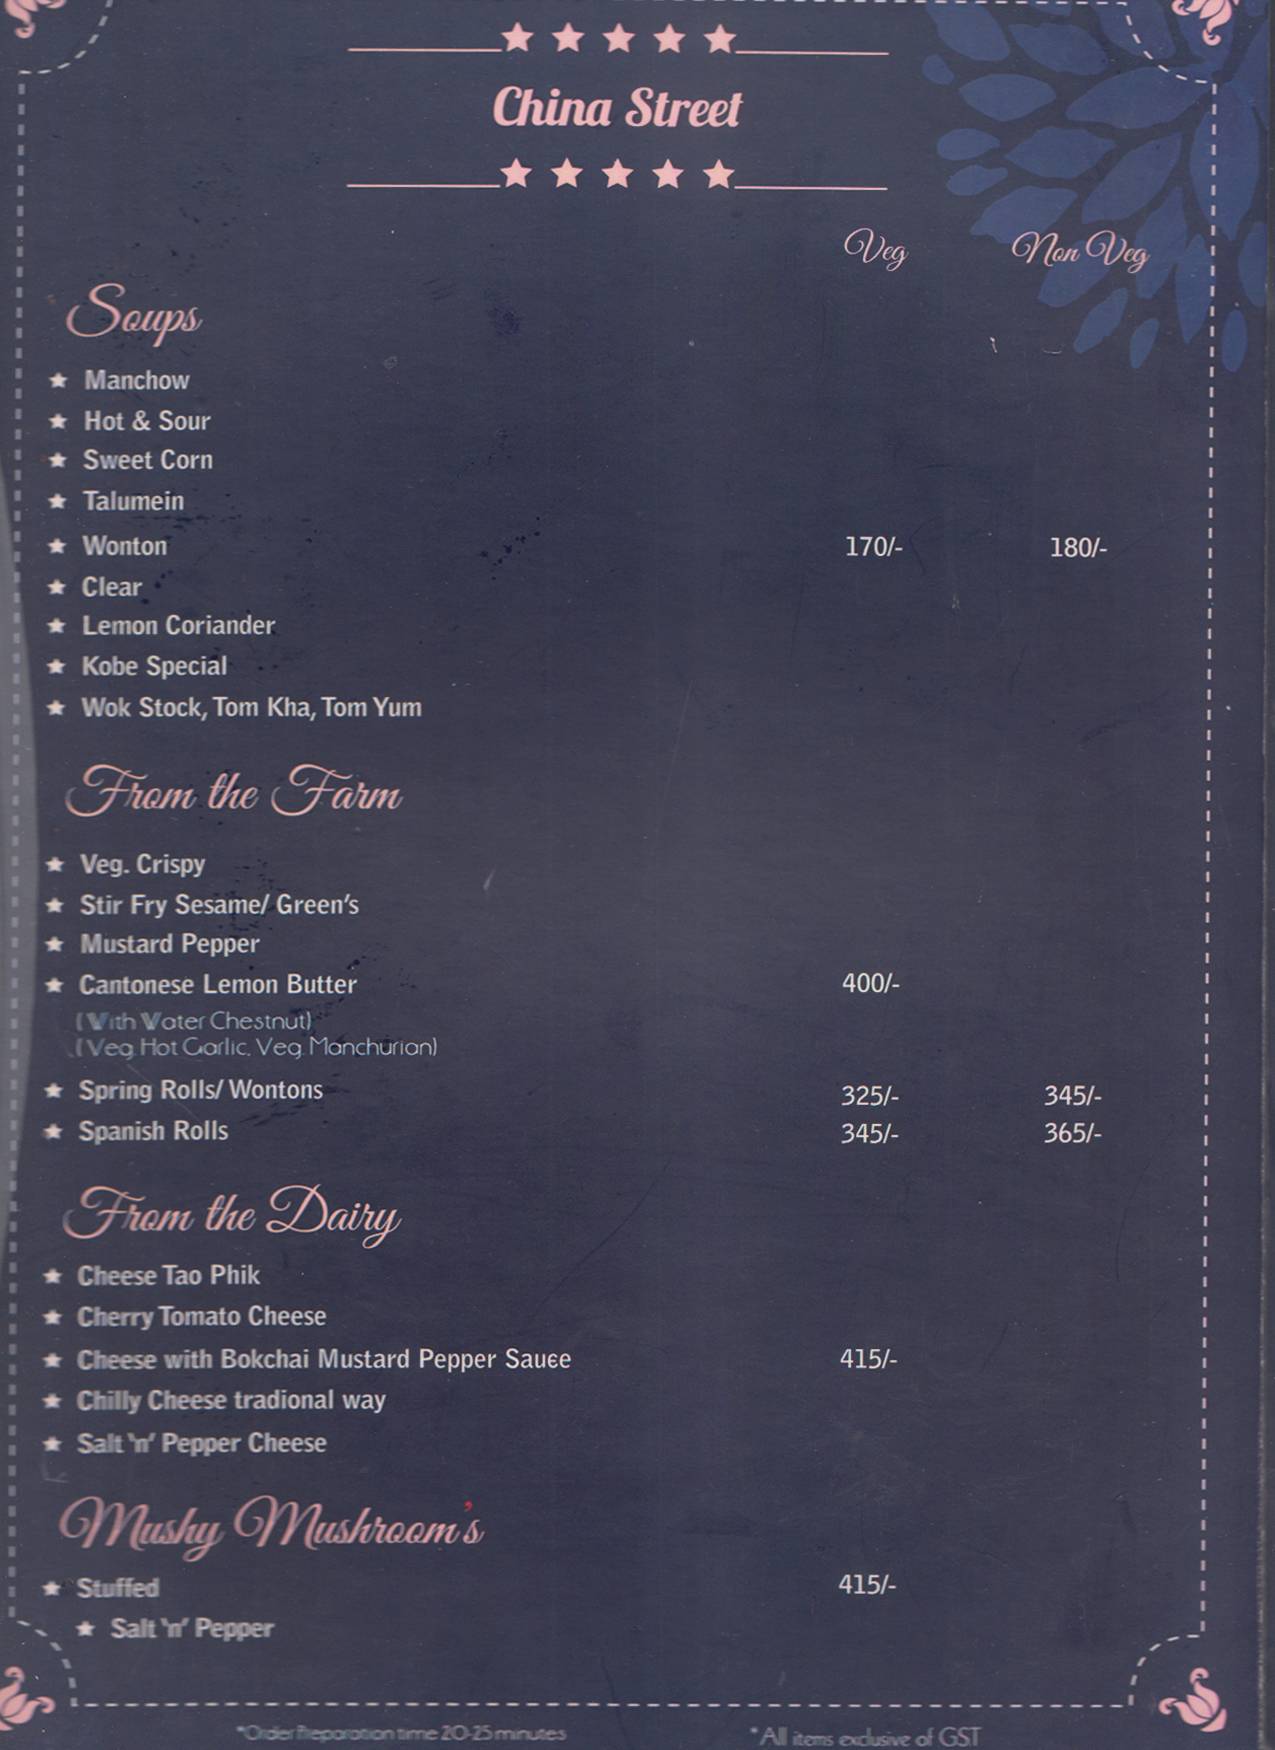 China Street
Veg Non Veg
Soups
Manchow
Hot & Sour
Sweet Corn
Talumein
Wonton 170/- 180/-
Clear
Lemon Coriander
Kobe Special
Wok Stock, Tom Kha, Tom Yum
From the Farm
Veg. Crispy
Stir Fry Sesame/ Green's
Mustard Pepper
Cantonese Lemon Butter 400/-
(With Water Chestnut)
(Veg. Hot Garlic, Veg. Manchurian)
Spring Rolls/ Wontons 325/- 345/-
Spanish Rolls 345/- 365/-
From the Dairy
Cheese Tao Phik
Cherry Tomato Cheese
Cheese with Bokchai Mustard Pepper Sauce 415/-
Chilly Cheese tradional way
Salt 'n' Pepper Cheese
Mushy Mushroom's
Stuffed 415/-
Salt 'n' Pepper
*Order Preparation time 20-25 minutes *All items exclusive of GST